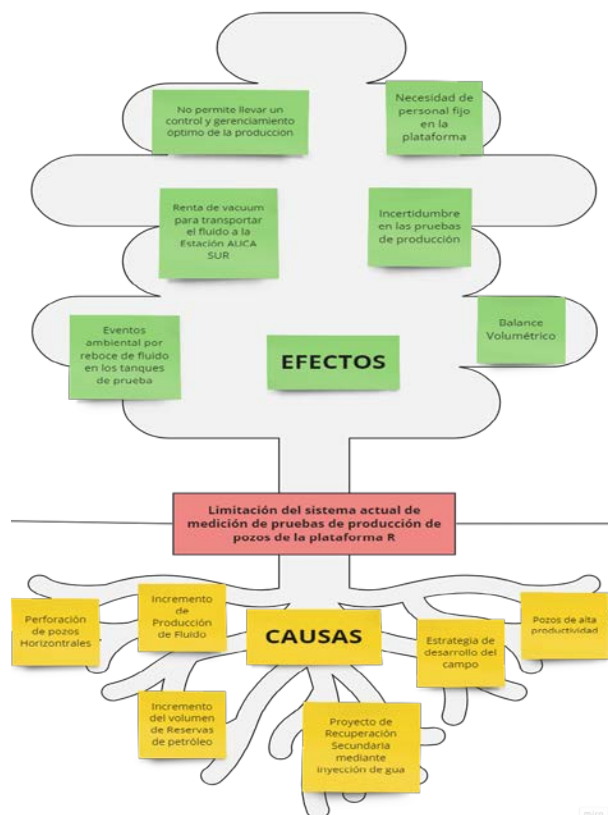 No permite llevar un
control y gerenciamiento
óptimo de la producción
Necesidad de
personal fijo
en la
plataforma
Renta de vacuum
para transportar
el fluido a la
Estación AUCA
SUR
Incertidumbre
en las pruebas
de producción
Eventos
ambiental por
reboce de fluido
en los tanques
de prueba
EFECTOS
Balance
Volumétrico
Limitación del sistema actual de
medición de pruebas de producción de
pozos de la plataforma R
Perforación
de pozos
Horizontales
Incremento
de
Producción
de Fluido
CAUSAS
Estrategia de
desarrollo del
campo
Pozos de alta
productividad
Incremento
del volumen
de Reservas
de petróleo
Proyecto de
Recuperación
Secundaria
mediante
Inyección de gua